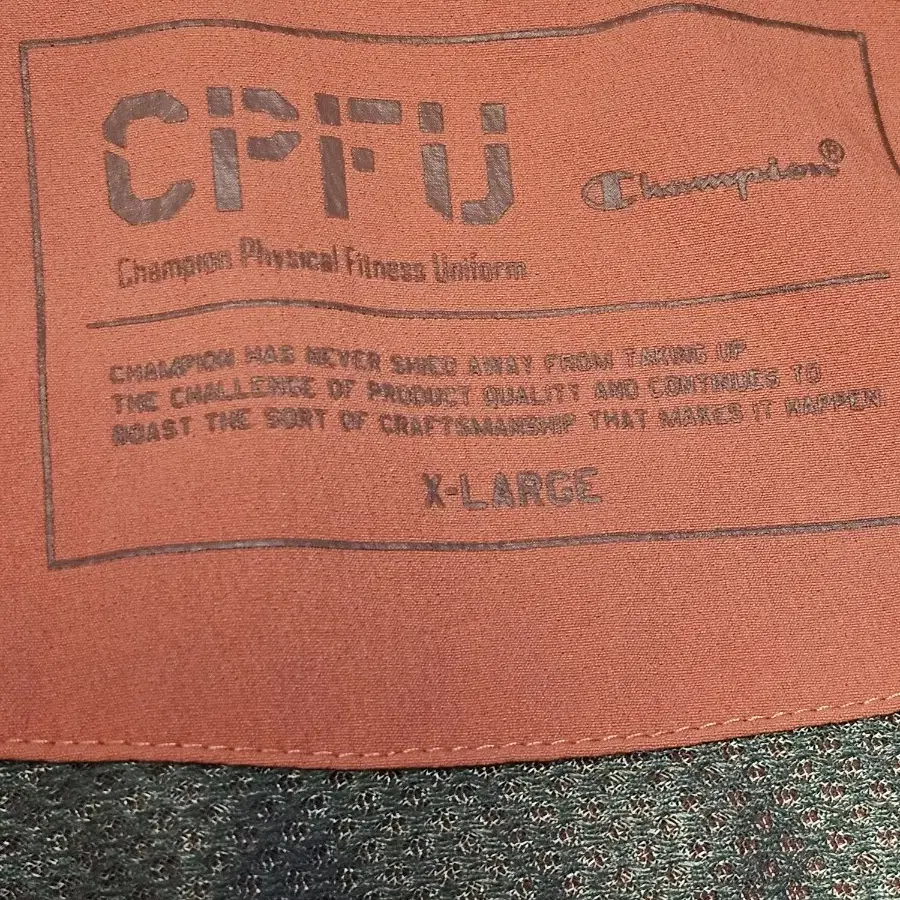 CPFU
Champion®
Champion Physical Fitness Uniform
CHAMPION HAS NEVER SHIED AWAY FROM TAKING UP
THE CHALLENGE OF PRODUCT QUALITY AND CONTINUES TO
BOAST THE SORT OF CRAFTSMANSHIP THAT MAKES IT HAPPEN
X-LARGE